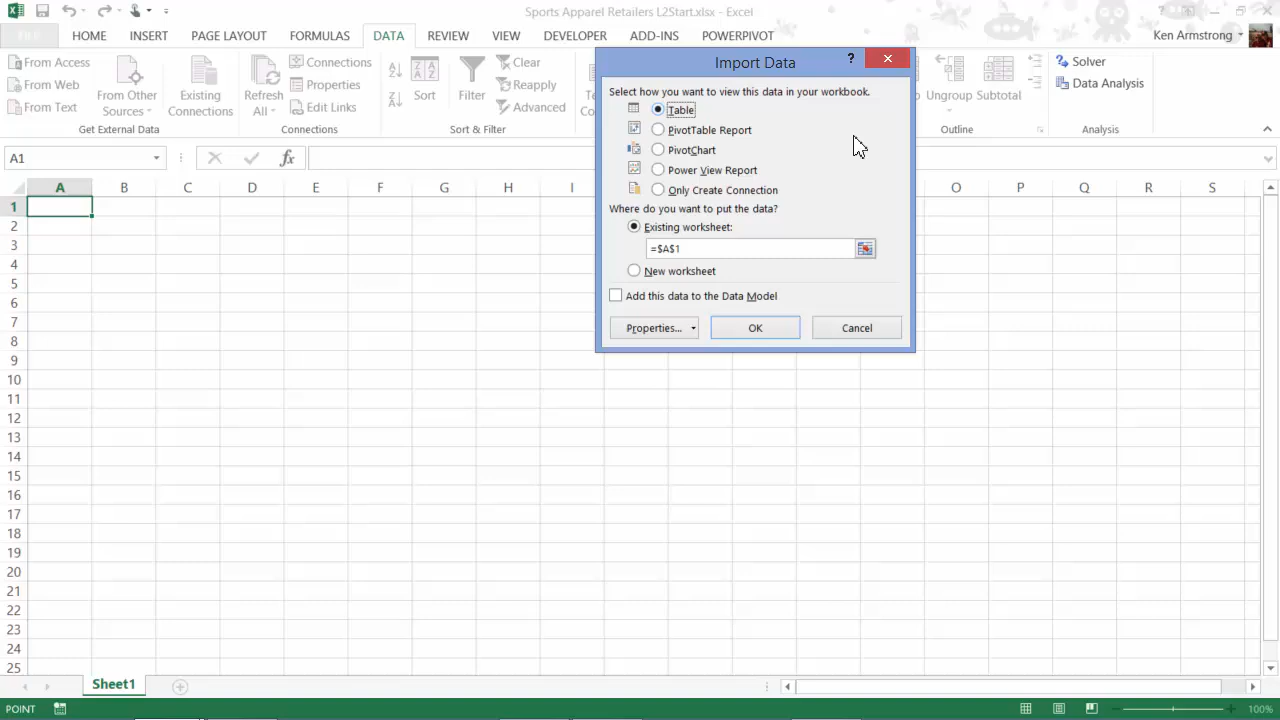 Sports Apparel Retailers L2Start.xlsx - Excel
HOME INSERT PAGE LAYOUT FORMULAS DATA REVIEW VIEW DEVELOPER ADD-INS POWERPIVOT Ken Armstrong
From Access
From Web
From Text
From Other
Sources
Existing
Connections
Get External Data
Refresh
All
Connections
Properties
Edit Links
Connections
Sort
Filter
Clear
Reapply
Advanced
Sort & Filter
Ungroup
Subtotal
Outline
Solver
Data Analysis
Analysis
A1
fx
A B C D E F G H I O P Q R S
1
2
3
4
5
6
7
8
9
10
11
12
13
14
15
16
17
18
19
20
21
22
23
24
25
Import Data
?
Select how you want to view this data in your workbook.
Table
PivotTable Report
PivotChart
Power View Report
Only Create Connection
Where do you want to put the data?
Existing worksheet:
=$A$1
New worksheet
Add this data to the Data Model
Properties... OK Cancel
Sheet1
POINT
100%